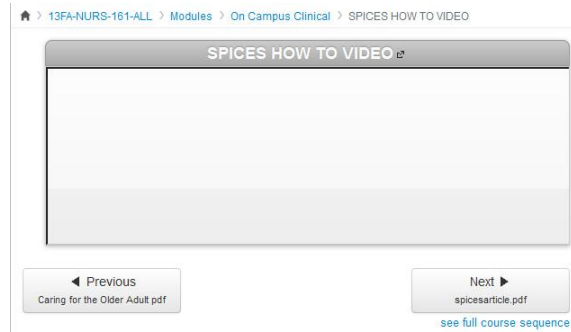 13FA-NURS-161-ALL > Modules > On Campus Clinical > SPICES HOW TO VIDEO
SPICES HOW TO VIDEO
Previous
Caring for the Older Adult pdf
Next
spicesarticle.pdf
see full course sequence